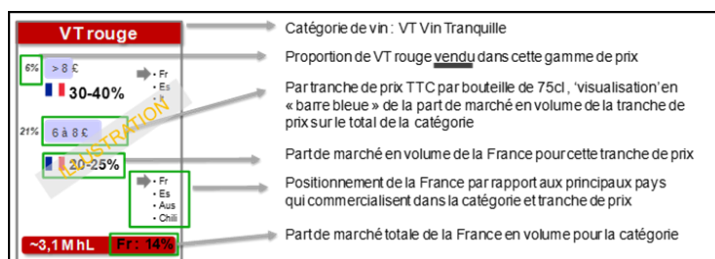 VT rouge
6%
> 8 £
Fr
Es
30-40%
21%
6 à 8 £
ILLUSTRATION
20-25%
Fr
Es
Aus
Chili
~3,1 M hL
Fr : 14%
Catégorie de vin : VT Vin Tranquille
Proportion de VT rouge vendu dans cette gamme de prix
Par tranche de prix TTC par bouteille de 75cl, ‘visualisation’ en
« barre bleue » de la part de marché en volume de la tranche de
prix sur le total de la catégorie
Part de marché en volume de la France pour cette tranche de prix
Positionnement de la France par rapport aux principaux pays
qui commercialisent dans la catégorie et tranche de prix
Part de marché totale de la France en volume pour la catégorie